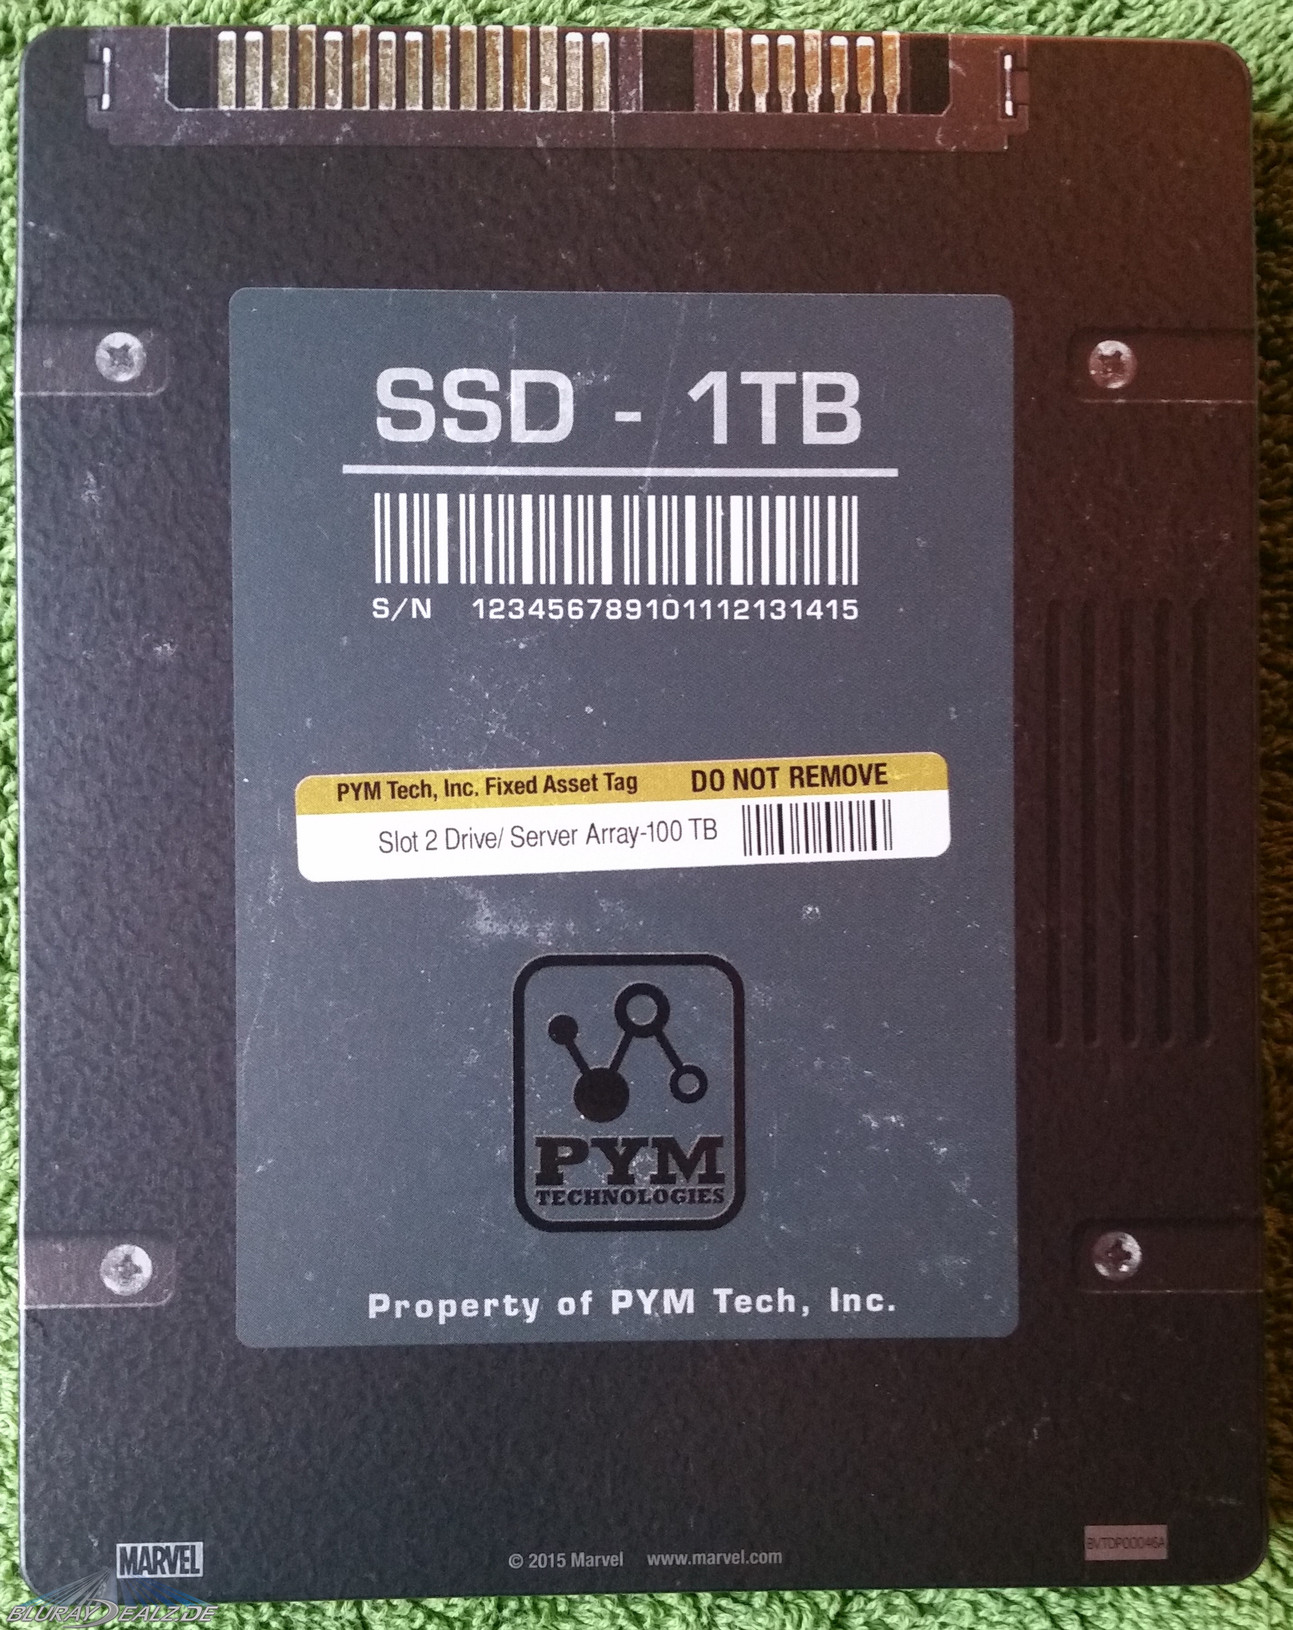 SSD - 1TB
S/N 123456789101112131415
PYM Tech, Inc. Fixed Asset Tag DO NOT REMOVE
Slot 2 Drive/ Server Array-100 TB
PYM
TECHNOLOGIES
Property of PYM Tech, Inc.
MARVEL
© 2015 Marvel www.marvel.com
BVTDP00046A
BLURAYDEALZ.DE